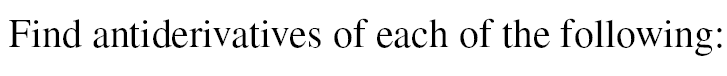 Find antiderivatives of each of the following: